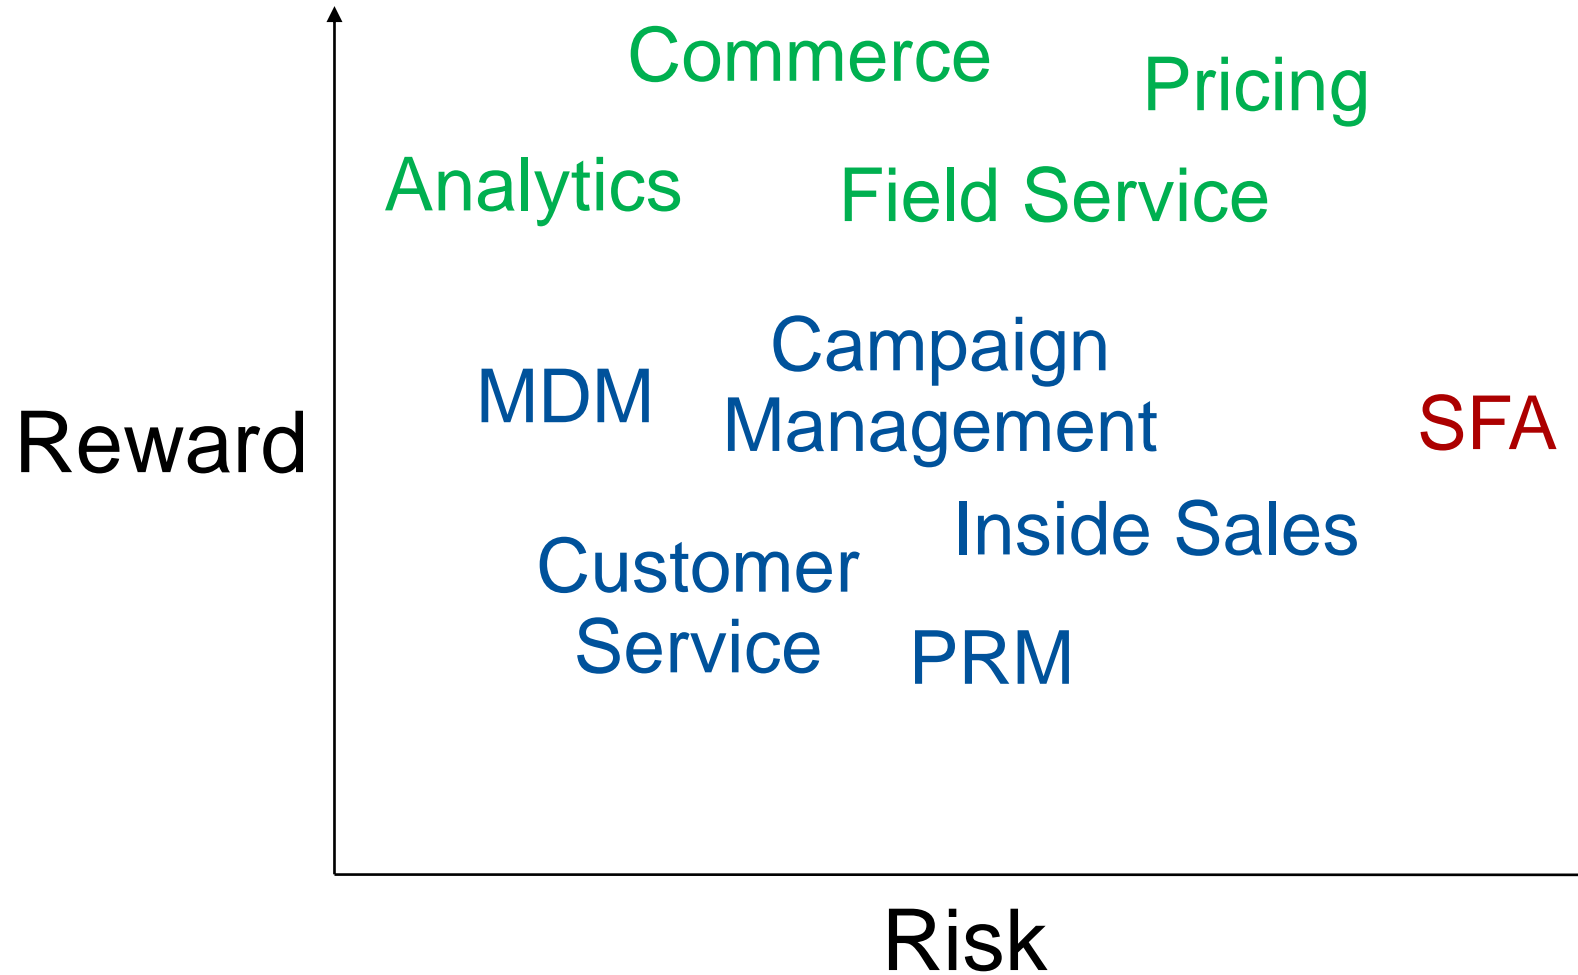 Commerce
Pricing
Analytics
Field Service
Campaign
Management
MDM
SFA
Reward
Inside Sales
Customer
Service
PRM
Risk